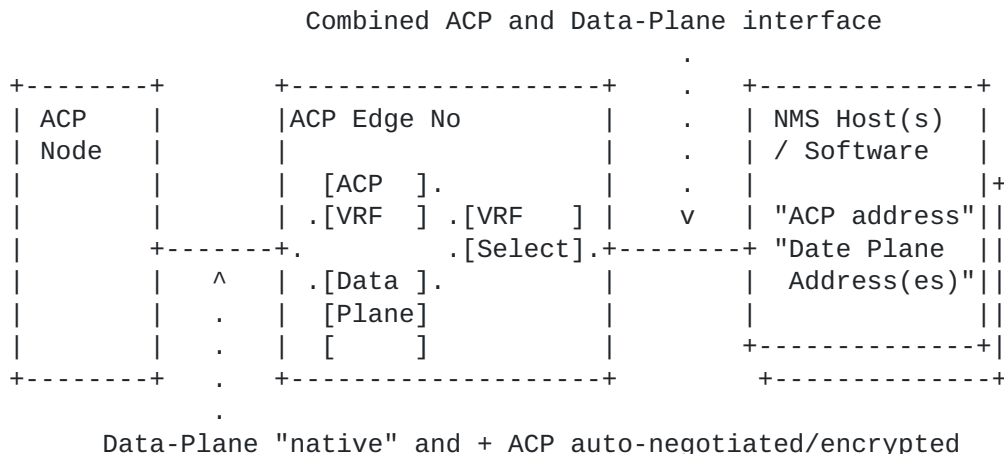 Combined ACP and Data-Plane interface
.
+--------+       +--------------------+   .   +--------------+
| ACP    |       |ACP Edge No         |   .   | NMS Host(s)  |
| Node   |       |                    |   .   | / Software   |
|        |       |  [ACP  ].          |   .   |              |+
|        |       | .[VRF  ] .[VRF   ] |   v   | "ACP address"||
|        +-------+.         .[Select].+--------+ "Date Plane  ||
|        |   ^   | .[Data ].          |       |  Address(es)"||
|        |   .   |  [Plane]           |       |              ||
|        |   .   |  [     ]           |       +--------------+|
+--------+   .   +--------------------+        +--------------+
.
Data-Plane "native" and + ACP auto-negotiated/encrypted